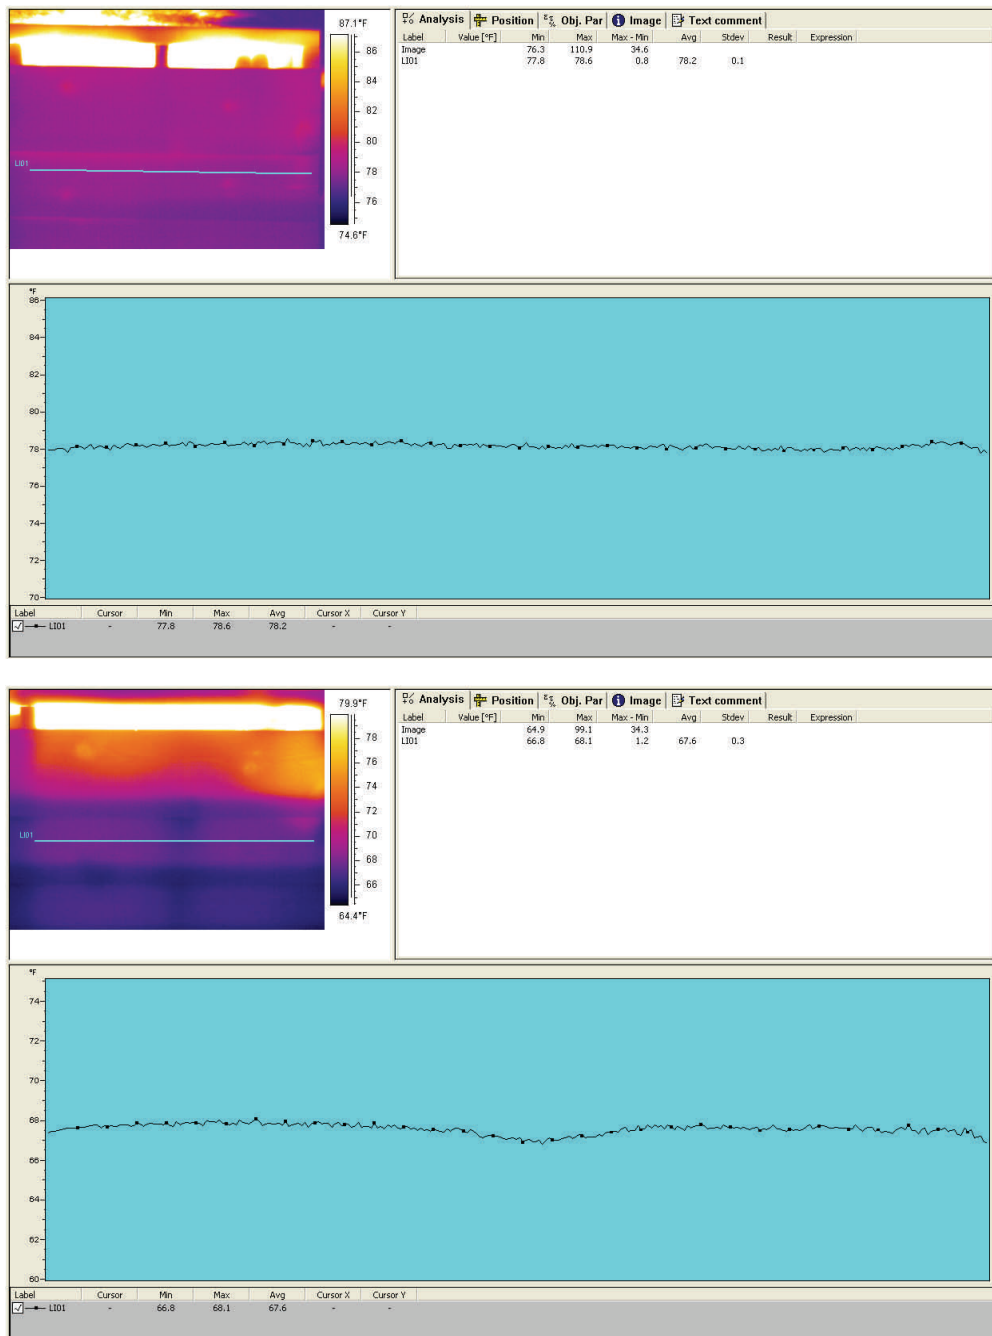 87.1°F
86
84
82
80
78
76
74.6°F
LI01
Analysis Position Obj. Par Image Text comment
Label Value [°F] Min Max Max - Min Avg Stdev Result Expression
Image 76.3 110.9 34.6
LI01 77.8 78.6 0.8 78.2 0.1
°F
86
84
82
80
78
76
74
72
70
Label Cursor Min Max Avg Cursor X Cursor Y
LI01 - 77.8 78.6 78.2 - -
79.9°F
78
76
74
72
70
68
66
64.4°F
LI01
Analysis Position Obj. Par Image Text comment
Label Value [°F] Min Max Max - Min Avg Stdev Result Expression
Image 64.9 99.1 34.3
LI01 66.8 68.1 1.2 67.6 0.3
°F
74
72
70
68
66
64
62
60
Label Cursor Min Max Avg Cursor X Cursor Y
LI01 - 66.8 68.1 67.6 - -